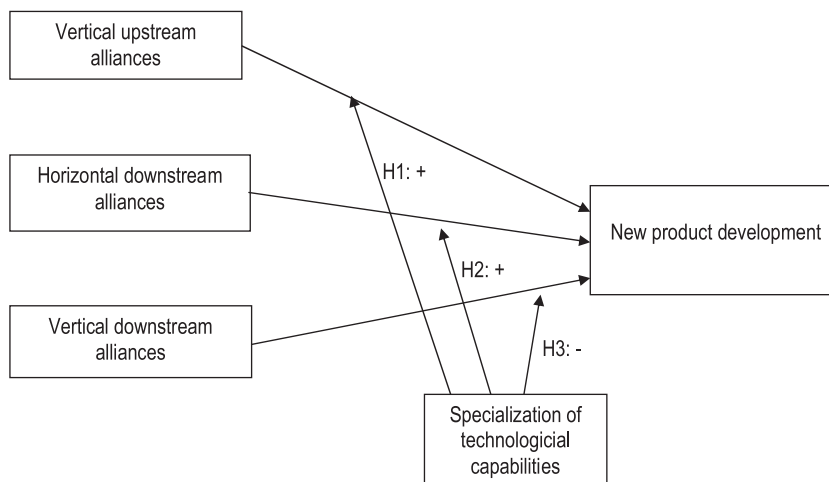 Vertical upstream
alliances
H1: +
Horizontal downstream
alliances
New product development
H2: +
Vertical downstream
alliances
H3: -
Specialization of
technologicial
capabilities